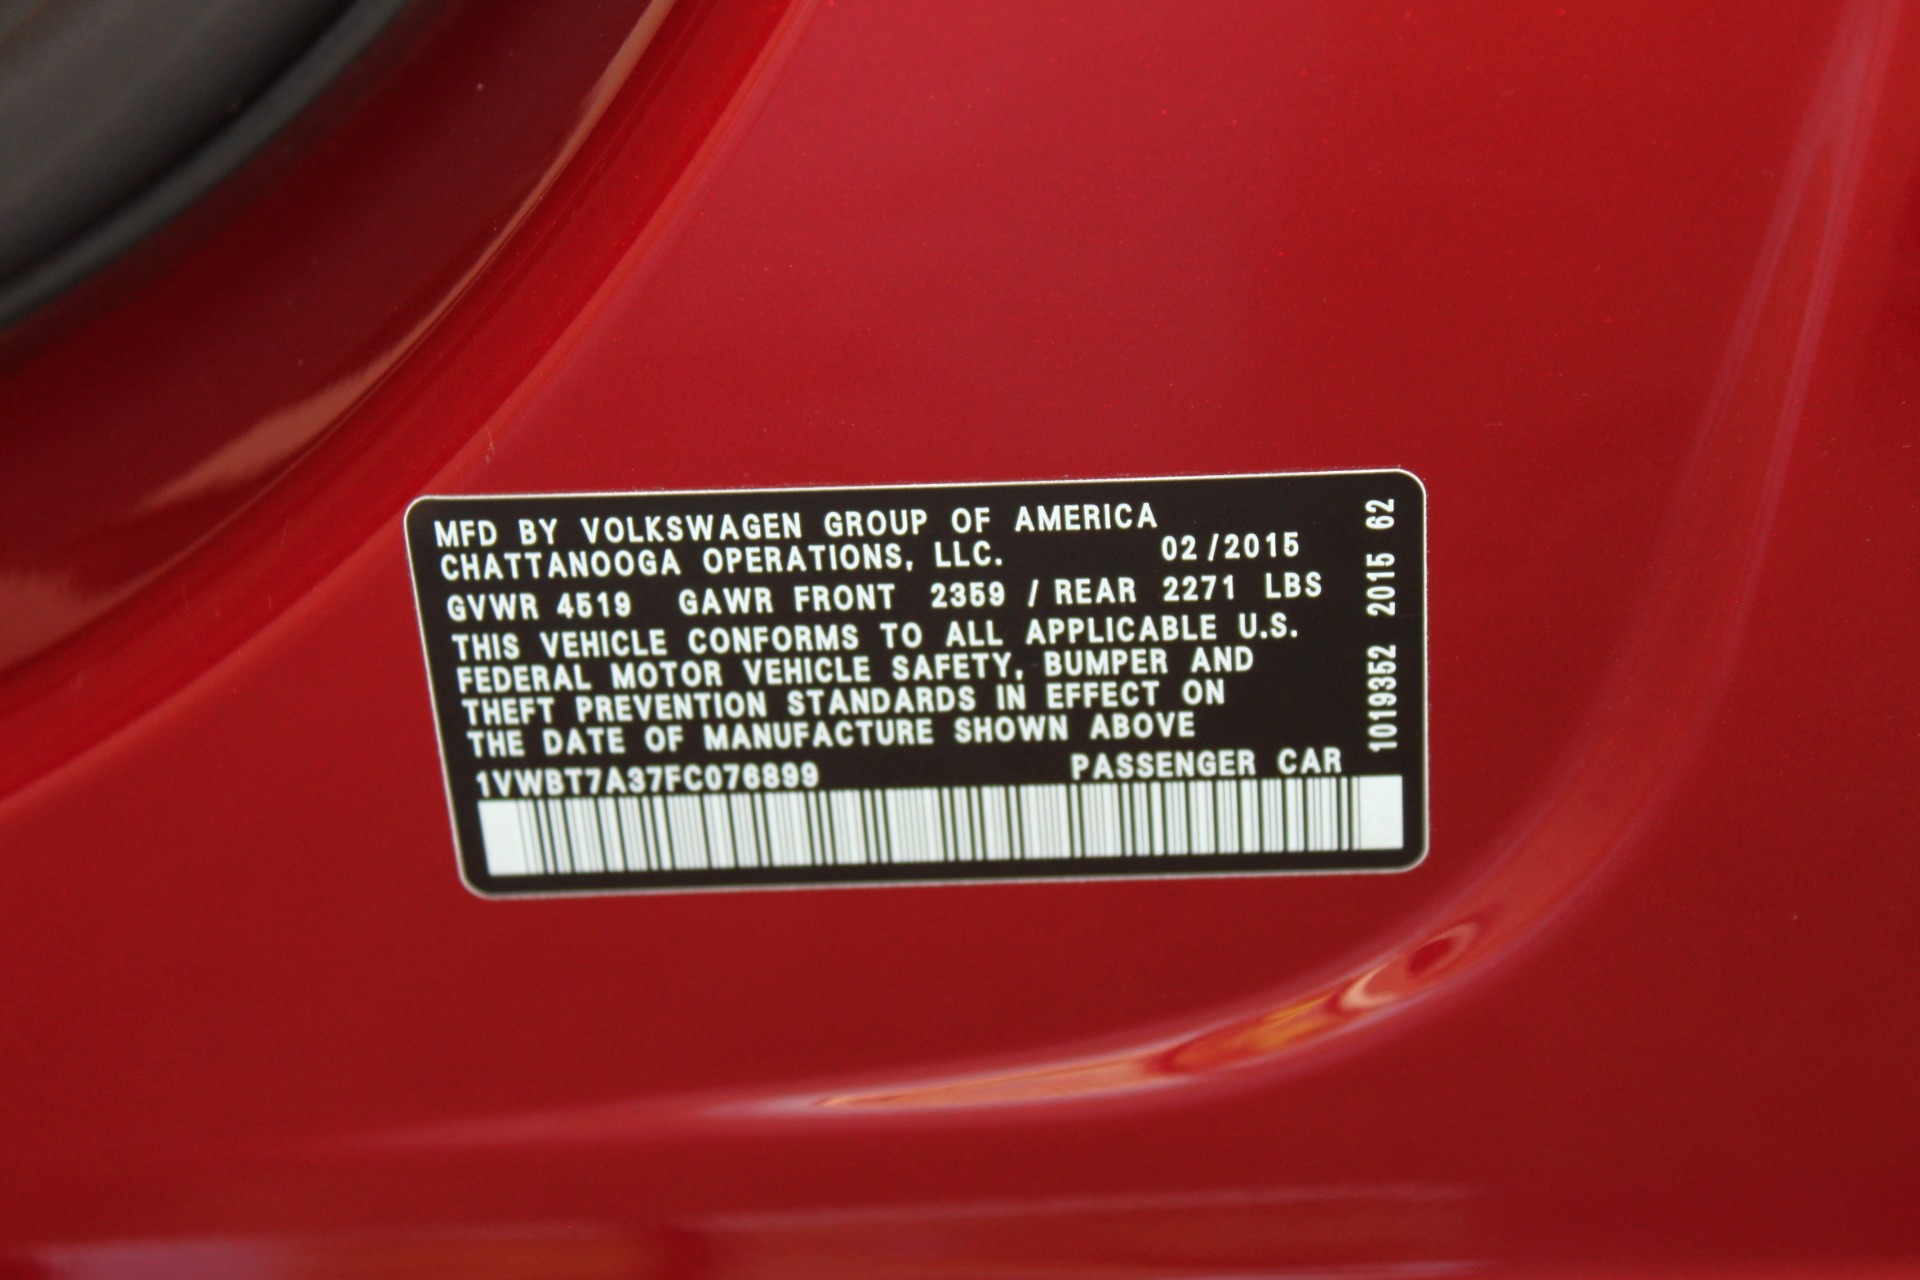 MFD BY VOLKSWAGEN GROUP OF AMERICA
CHATTANOOGA OPERATIONS, LLC. 02/2015
GVWR 4519 GAWR FRONT 2359 / REAR 2271 LBS
THIS VEHICLE CONFORMS TO ALL APPLICABLE U.S.
FEDERAL MOTOR VEHICLE SAFETY, BUMPER AND
THEFT PREVENTION STANDARDS IN EFFECT ON
THE DATE OF MANUFACTURE SHOWN ABOVE
1VWBT7A37FC076899 PASSENGER CAR
1019352 2015 62